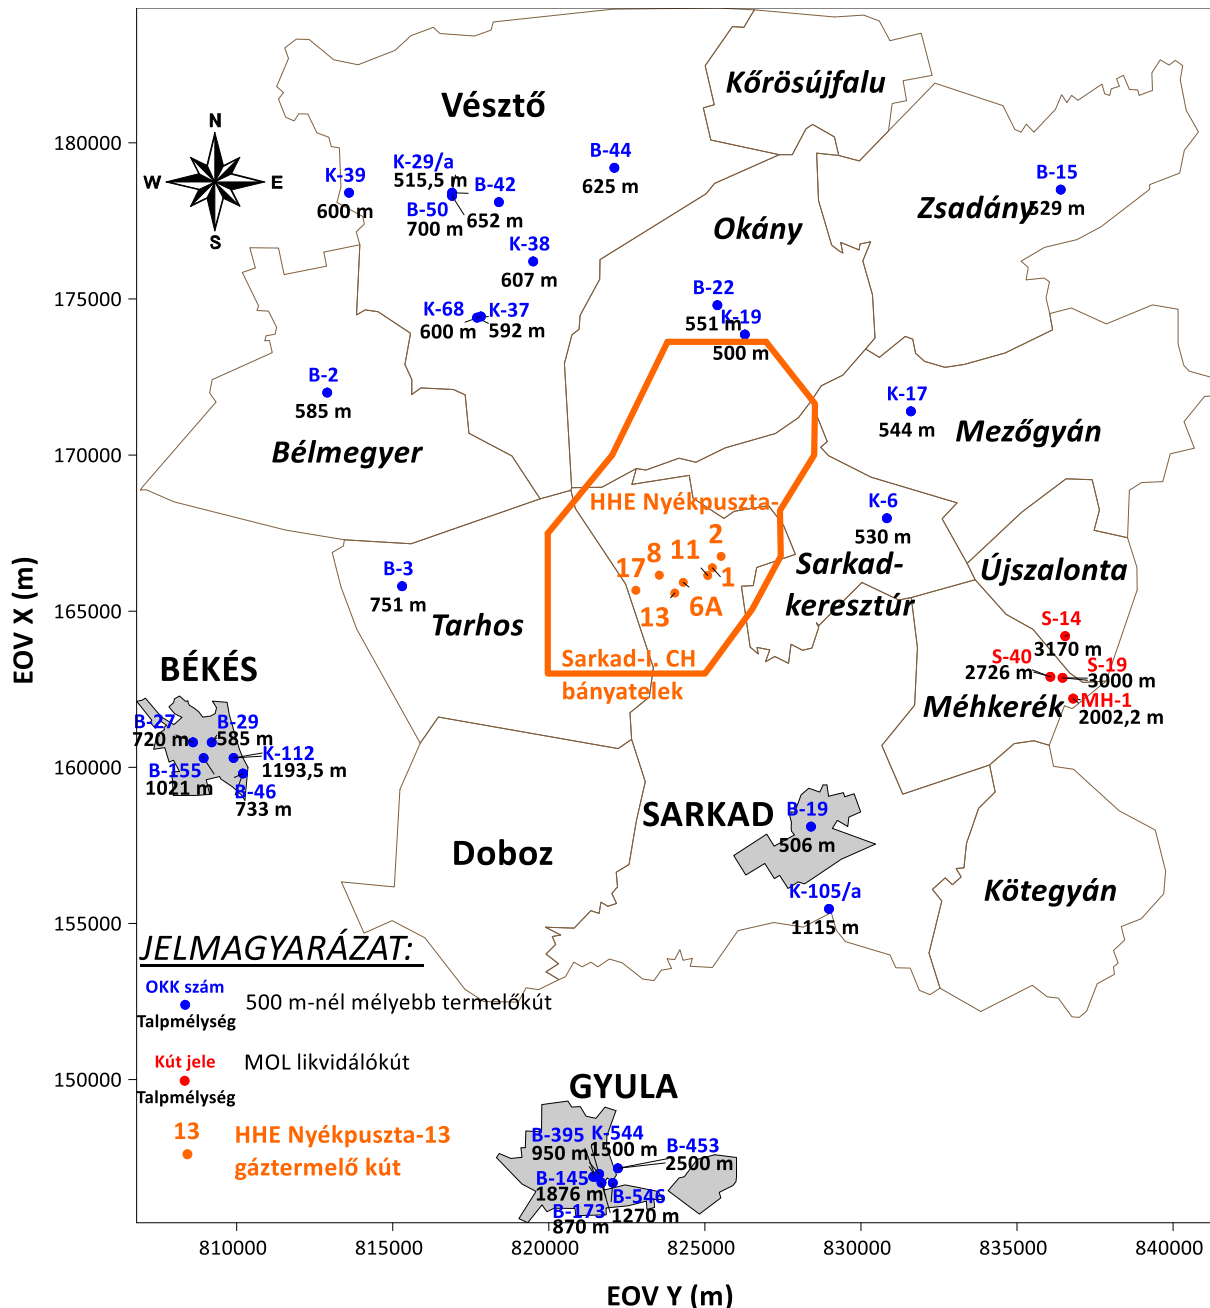 Kőrösújfalu
Vésztő
180000
N
W
E
S
B-44
625 m
K-29/a
515,5 m
B-42
652 m
K-39
600 m
B-50
700 m
B-15
529 m
Zsadány
Okány
K-38
607 m
175000
B-22
551 m
K-19
500 m
K-68
600 m
K-37
592 m
B-2
585 m
Bélmegyer
K-17
544 m
Mezőgyán
170000
HHE Nyékpuszta-
K-6
530 m
2
11
8
17
1
13
6A
Sarkad-
keresztúr
Újszalonta
B-3
751 m
Tarhos
165000
EOV X (m)
S-14
3170 m
S-40
2726 m
S-19
3000 m
MH-1
2002,2 m
Sarkad-I. CH
bányatelek
Méhkerék
BÉKÉS
B-27
720 m
B-29
585 m
K-112
1193,5 m
B-155
1021 m
B-46
733 m
160000
SARKAD
B-19
506 m
Doboz
K-105/a
1115 m
Kötegyán
155000
JELMAGYARÁZAT:
OKK szám
Talpmélység
500 m-nél mélyebb termelőkút
Kút jele
Talpmélység
MOL likvidálókút
150000
13
HHE Nyékpuszta-13
gáztermelő kút
GYULA
B-395
950 m
K-544
1500 m
B-453
2500 m
B-145
1876 m
B-546
1270 m
B-173
870 m
810000
815000
820000
825000
830000
835000
840000
EOV Y (m)